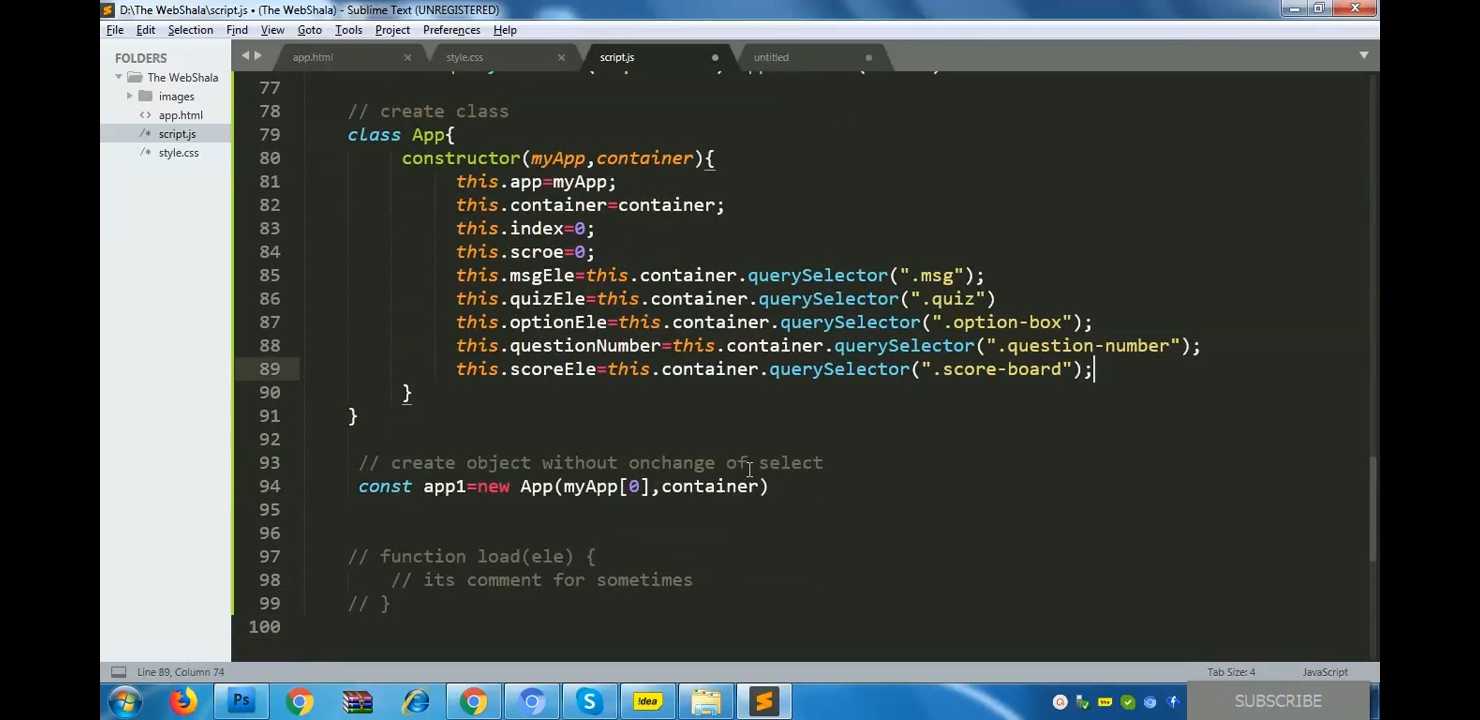 D:\The WebShala\script.js • (The WebShala) - Sublime Text (UNREGISTERED)
File Edit Selection Find View Goto Tools Project Preferences Help
FOLDERS
The WebShala
images
app.html
script.js
style.css
app.html style.css script.js untitled
77
78 // create class
79 class App{
80 constructor(myApp,container){
81 this.app=myApp;
82 this.container=container;
83 this.index=0;
84 this.scroe=0;
85 this.msgEle=this.container.querySelector(".msg");
86 this.quizEle=this.container.querySelector(".quiz")
87 this.optionEle=this.container.querySelector(".option-box");
88 this.questionNumber=this.container.querySelector(".question-number");
89 this.scoreEle=this.container.querySelector(".score-board");
90 }
91 }
92
93 // create object without onchange of select
94 const app1=new App(myApp[0],container)
95
96
97 // function load(ele) {
98 // its comment for sometimes
99 // }
100
Line 89, Column 74 Tab Size: 4 JavaScript
Ps !dea SUBSCRIBE